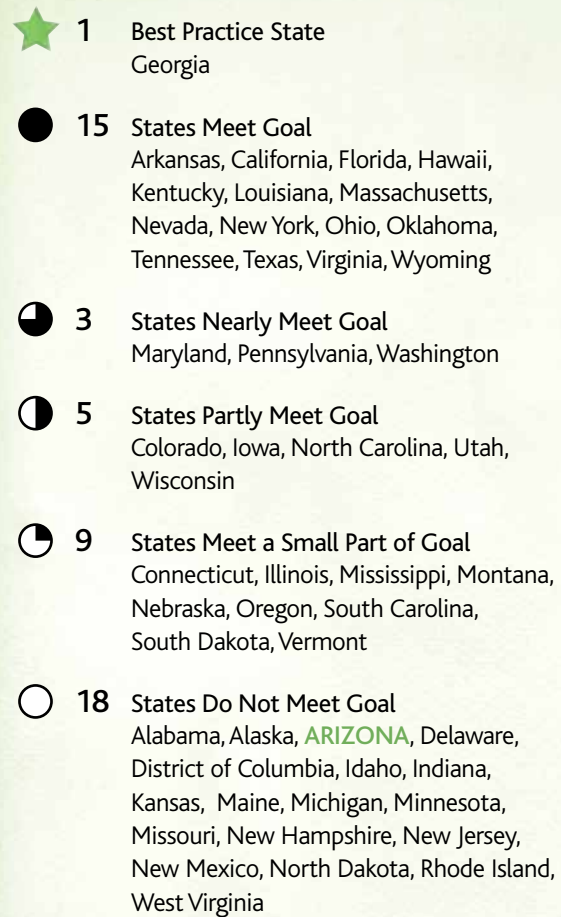 1 Best Practice State
Georgia
15 States Meet Goal
Arkansas, California, Florida, Hawaii,
Kentucky, Louisiana, Massachusetts,
Nevada, New York, Ohio, Oklahoma,
Tennessee, Texas, Virginia, Wyoming
3 States Nearly Meet Goal
Maryland, Pennsylvania, Washington
5 States Partly Meet Goal
Colorado, Iowa, North Carolina, Utah,
Wisconsin
9 States Meet a Small Part of Goal
Connecticut, Illinois, Mississippi, Montana,
Nebraska, Oregon, South Carolina,
South Dakota, Vermont
18 States Do Not Meet Goal
Alabama, Alaska, ARIZONA, Delaware,
District of Columbia, Idaho, Indiana,
Kansas, Maine, Michigan, Minnesota,
Missouri, New Hampshire, New Jersey,
New Mexico, North Dakota, Rhode Island,
West Virginia